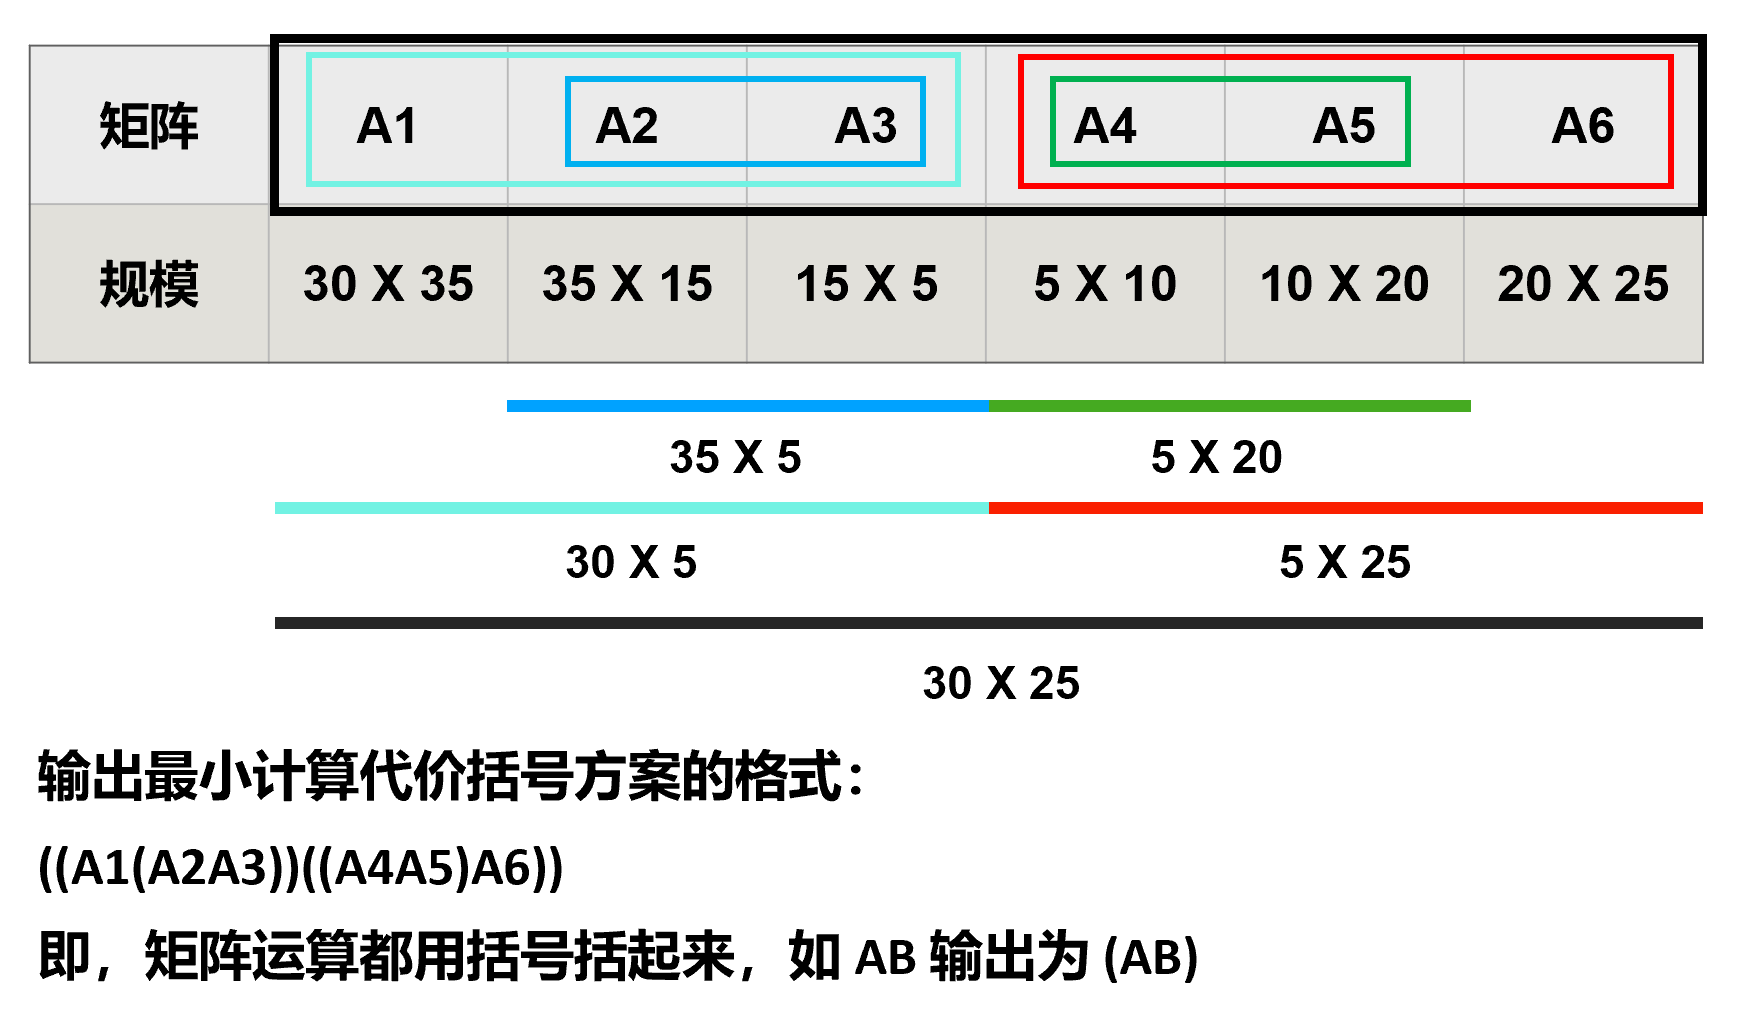 矩阵 A1 A2 A3 A4 A5 A6
规模 30 X 35 35 X 15 15 X 5 5 X 10 10 X 20 20 X 25
35 X 5 5 X 20
30 X 5 5 X 25
30 X 25
输出最小计算代价括号方案的格式：
((A1(A2A3))((A4A5)A6))
即，矩阵运算都用括号括起来，如 AB 输出为 (AB)